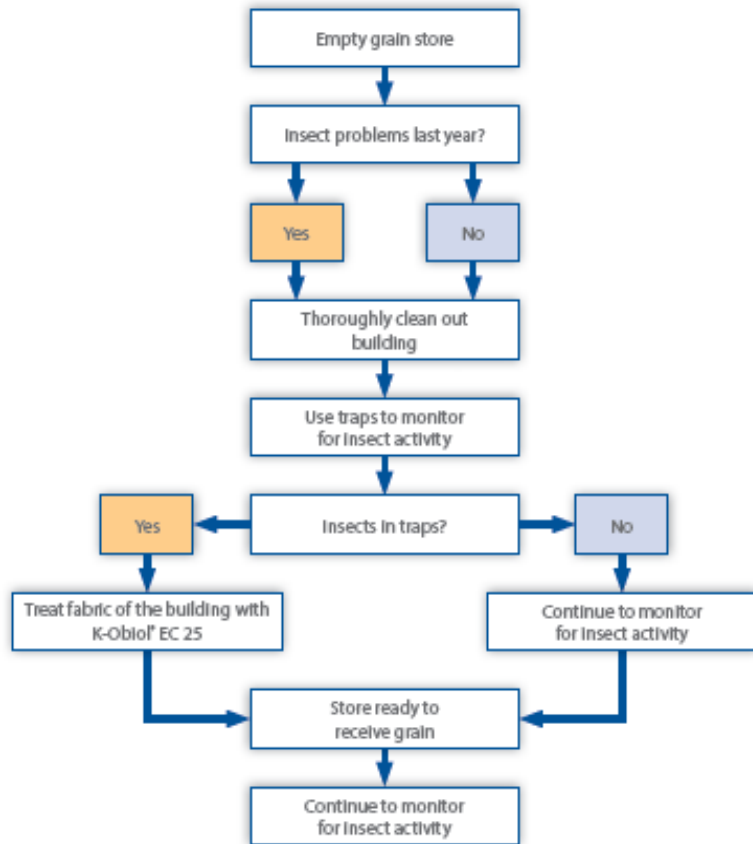 Empty grain store
Insect problems last year?
Yes
No
Thoroughly clean out
building
Use traps to monitor
for insect activity
Yes
Insects in traps?
No
Treat fabric of the building with
K-Obiol® EC 25
Continue to monitor
for insect activity
Store ready to
receive grain
Continue to monitor
for insect activity